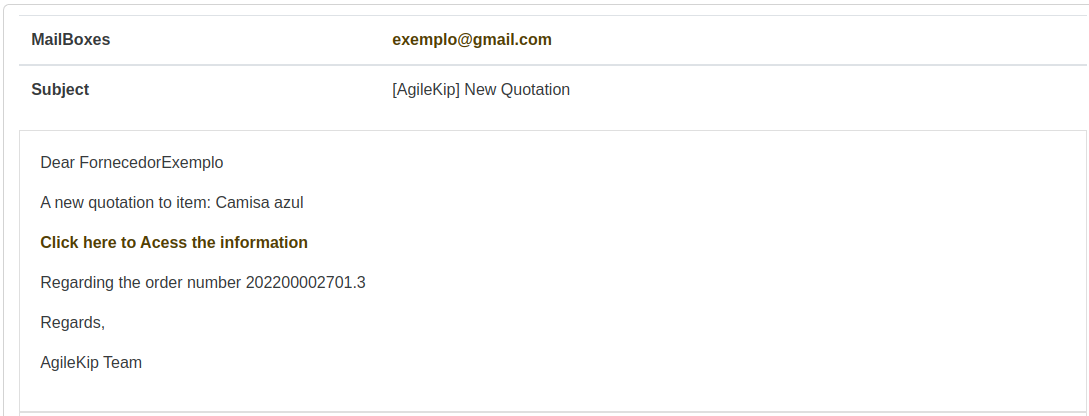 MailBoxes exemplo@gmail.com
Subject [AgileKip] New Quotation
Dear FornecedorExemplo
A new quotation to item: Camisa azul
Click here to Acess the information
Regarding the order number 202200002701.3
Regards,
AgileKip Team